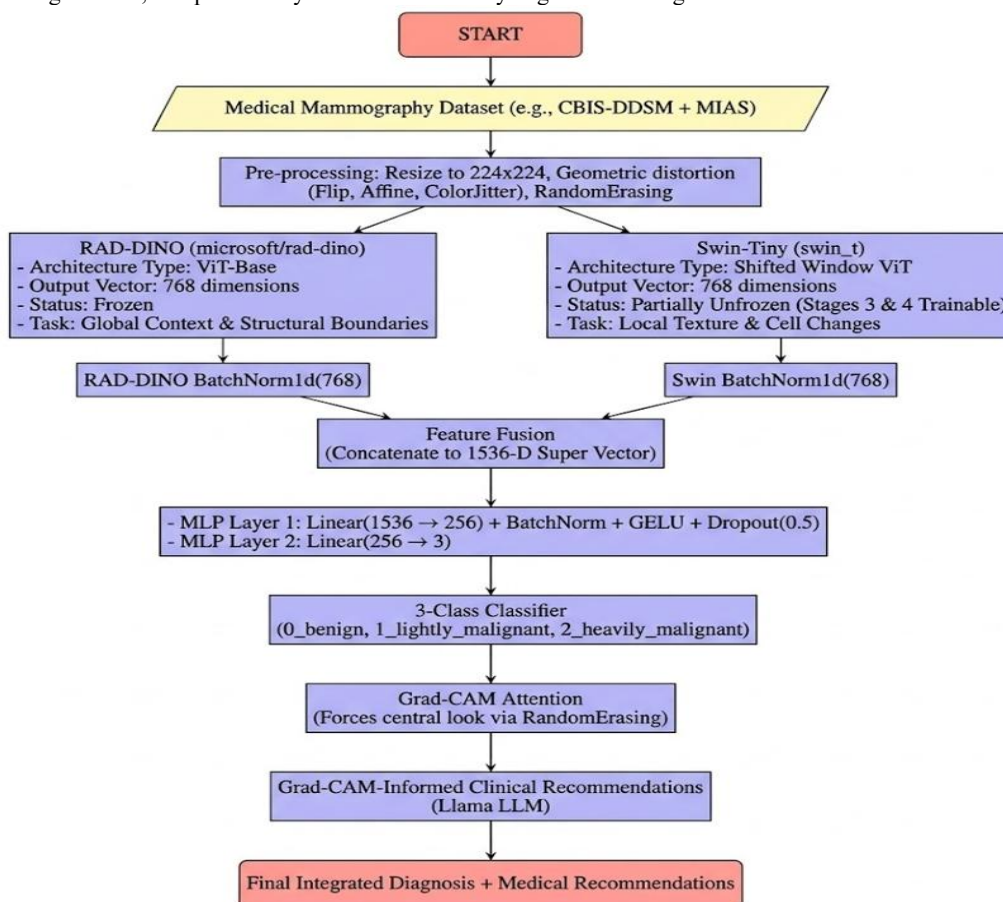 START
Medical Mammography Dataset (e.g., CBIS-DDSM + MIAS)
Pre-processing: Resize to 224x224, Geometric distortion
(Flip, Affine, ColorJitter), RandomErasing
RAD-DINO (microsoft/rad-dino)
- Architecture Type: ViT-Base
- Output Vector: 768 dimensions
- Status: Frozen
- Task: Global Context & Structural Boundaries
Swin-Tiny (swin_t)
- Architecture Type: Shifted Window ViT
- Output Vector: 768 dimensions
- Status: Partially Unfrozen (Stages 3 & 4 Trainable)
- Task: Local Texture & Cell Changes
RAD-DINO BatchNorm1d(768)
Swin BatchNorm1d(768)
Feature Fusion
(Concatenate to 1536-D Super Vector)
- MLP Layer 1: Linear(1536 → 256) + BatchNorm + GELU + Dropout(0.5)
- MLP Layer 2: Linear(256 → 3)
3-Class Classifier
(0_benign, 1_lightly_malignant, 2_heavily_malignant)
Grad-CAM Attention
(Forces central look via RandomErasing)
Grad-CAM-Informed Clinical Recommendations
(Llama LLM)
Final Integrated Diagnosis + Medical Recommendations